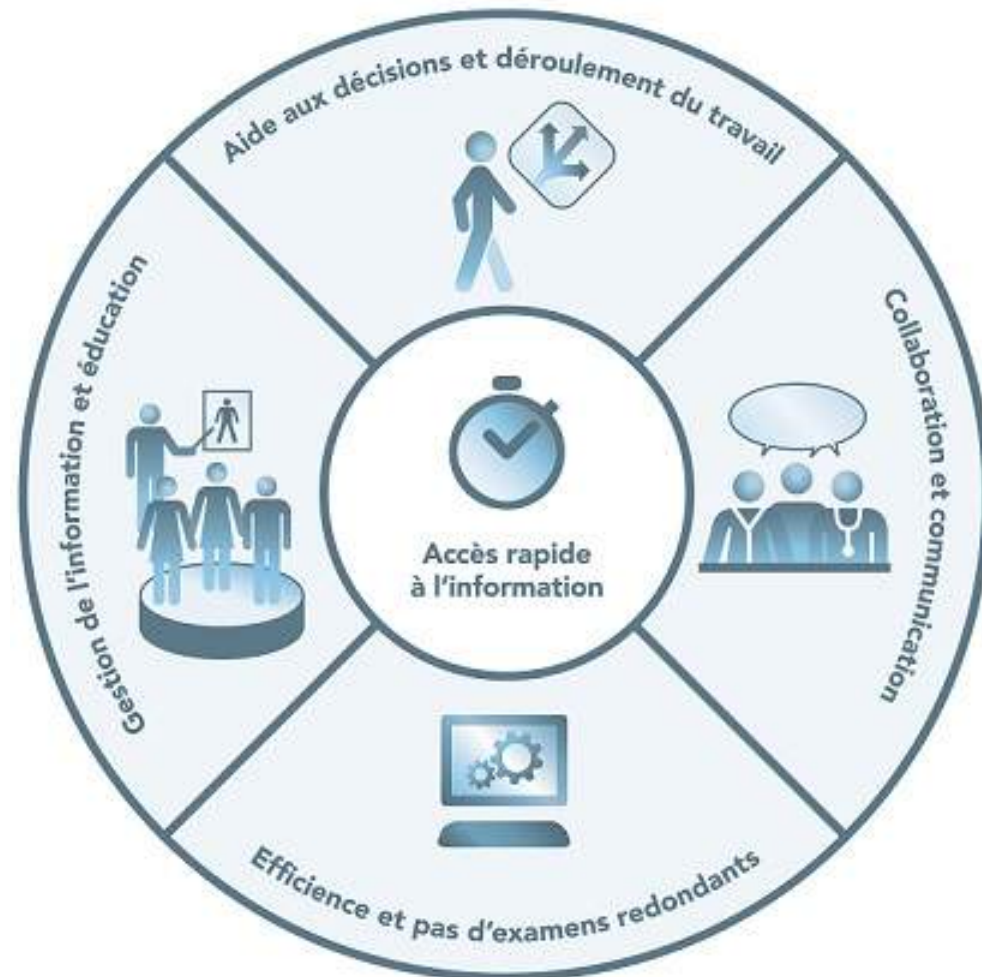 Aide aux décisions et déroulement du travail
Gestion de l'information et éducation
Collaboration et communication
Accès rapide
à l'information
Efficience et pas d'examens redondants